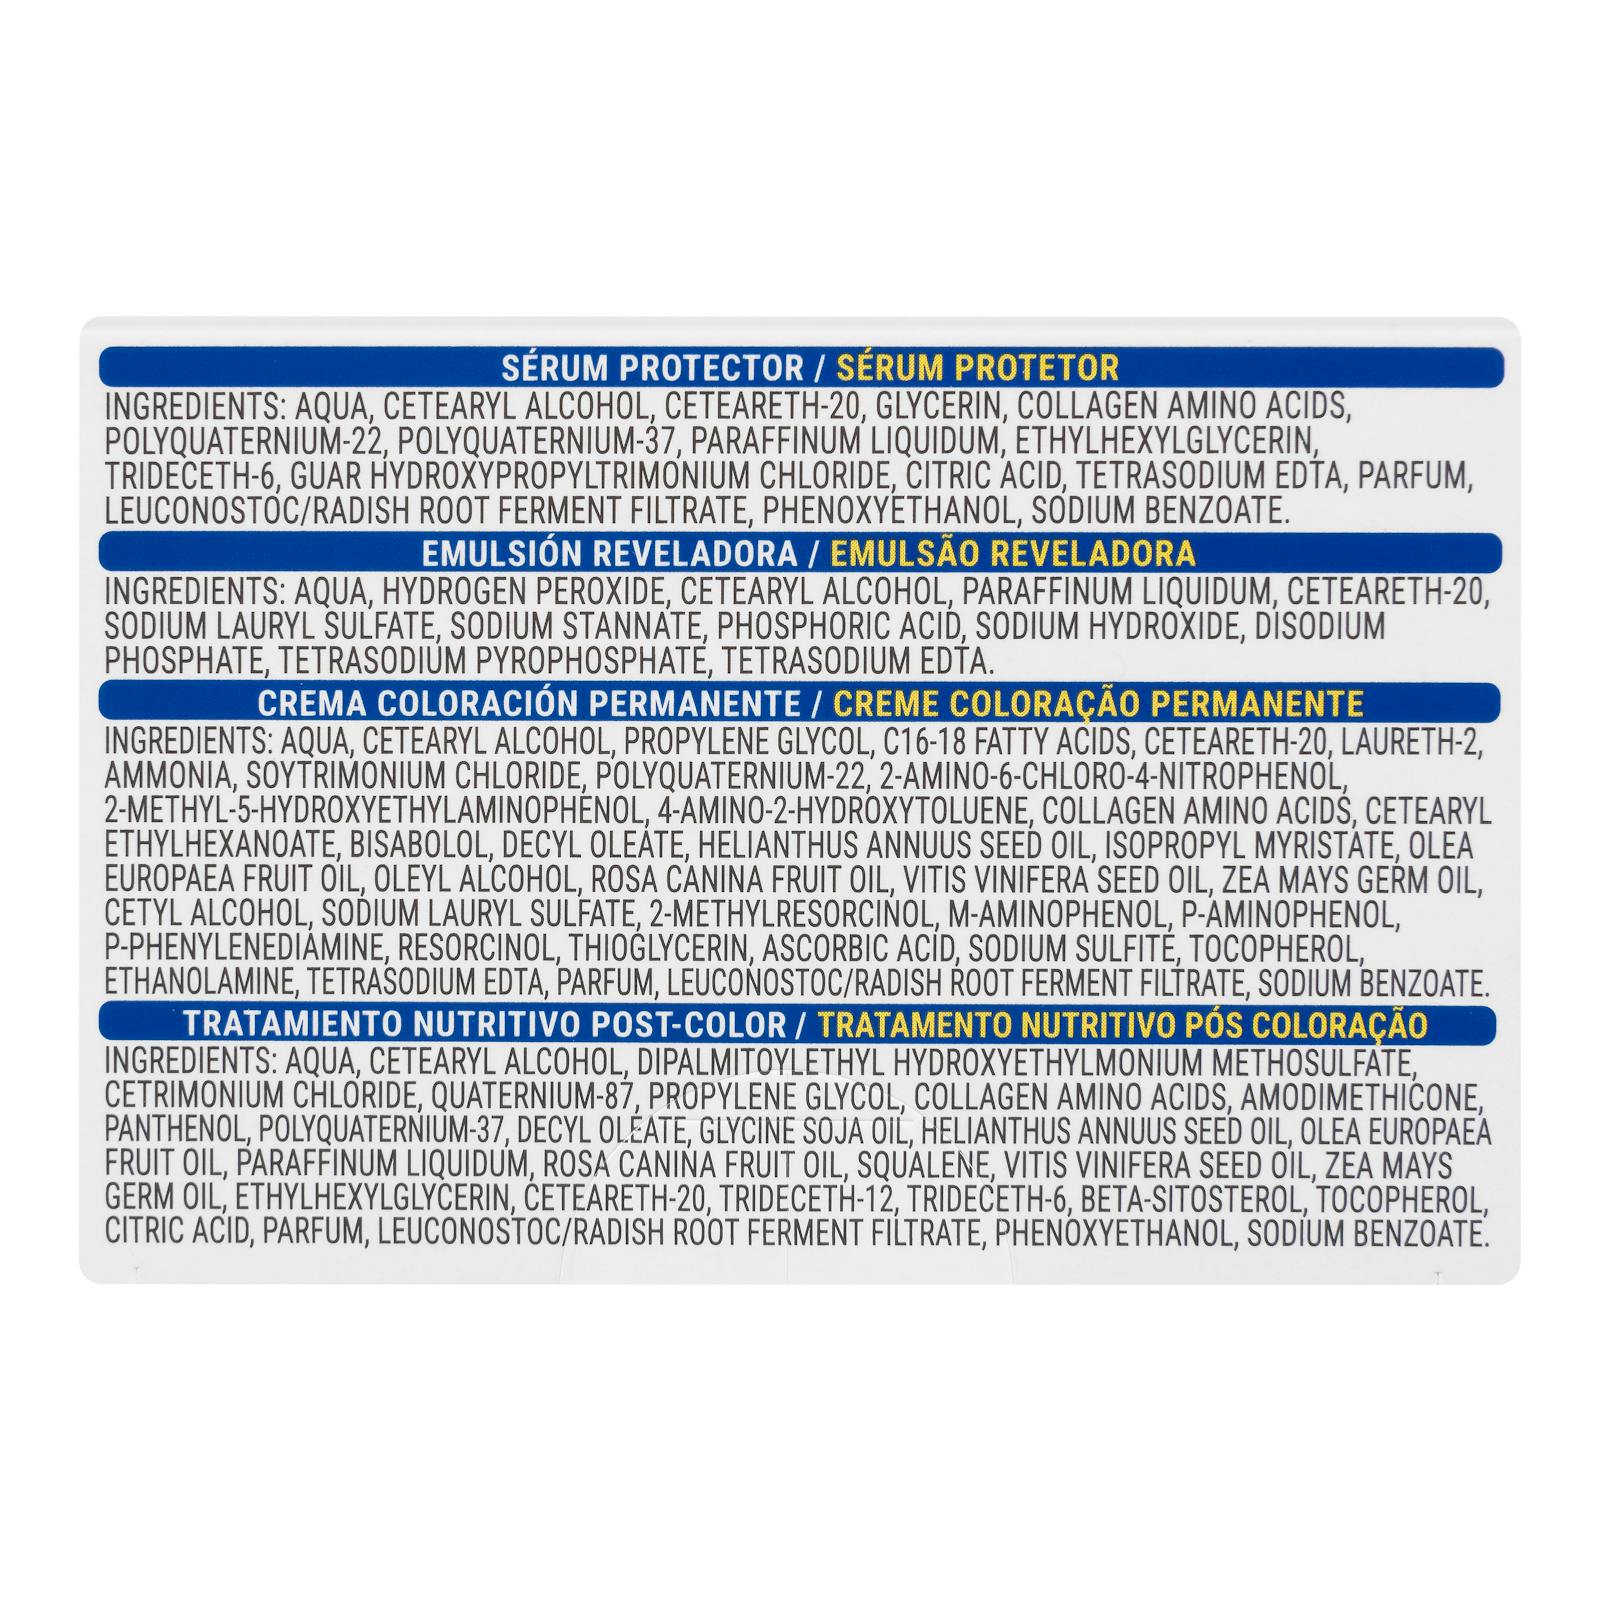 SÉRUM PROTECTOR / SÉRUM PROTETOR
INGREDIENTS: AQUA, CETEARYL ALCOHOL, CETEARETH-20, GLYCERIN, COLLAGEN AMINO ACIDS,
POLYQUATERNIUM-22, POLYQUATERNIUM-37, PARAFFINUM LIQUIDUM, ETHYLHEXYLGLYCERIN,
TRIDECETH-6, GUAR HYDROXYPROPYLTRIMONIUM CHLORIDE, CITRIC ACID, TETRASODIUM EDTA, PARFUM,
LEUCONOSTOC/RADISH ROOT FERMENT FILTRATE, PHENOXYETHANOL, SODIUM BENZOATE.
EMULSIÓN REVELADORA / EMULSÃO REVELADORA
INGREDIENTS: AQUA, HYDROGEN PEROXIDE, CETEARYL ALCOHOL, PARAFFINUM LIQUIDUM, CETEARETH-20,
SODIUM LAURYL SULFATE, SODIUM STANNATE, PHOSPHORIC ACID, SODIUM HYDROXIDE, DISODIUM
PHOSPHATE, TETRASODIUM PYROPHOSPHATE, TETRASODIUM EDTA.
CREMA COLORACIÓN PERMANENTE / CREME COLORAÇÃO PERMANENTE
INGREDIENTS: AQUA, CETEARYL ALCOHOL, PROPYLENE GLYCOL, C16-18 FATTY ACIDS, CETEARETH-20, LAURETH-2,
AMMONIA, SOYTRIMONIUM CHLORIDE, POLYQUATERNIUM-22, 2-AMINO-6-CHLORO-4-NITROPHENOL,
2-METHYL-5-HYDROXYETHYLAMINOPHENOL, 4-AMINO-2-HYDROXYTOLUENE, COLLAGEN AMINO ACIDS, CETEARYL
ETHYLHEXANOATE, BISABOLOL, DECYL OLEATE, HELIANTHUS ANNUUS SEED OIL, ISOPROPYL MYRISTATE, OLEA
EUROPAEA FRUIT OIL, OLEYL ALCOHOL, ROSA CANINA FRUIT OIL, VITIS VINIFERA SEED OIL, ZEA MAYS GERM OIL,
CETYL ALCOHOL, SODIUM LAURYL SULFATE, 2-METHYLRESORCINOL, M-AMINOPHENOL, P-AMINOPHENOL,
P-PHENYLENEDIAMINE, RESORCINOL, THIOGLYCERIN, ASCORBIC ACID, SODIUM SULFITE, TOCOPHEROL,
ETHANOLAMINE, TETRASODIUM EDTA, PARFUM, LEUCONOSTOC/RADISH ROOT FERMENT FILTRATE, SODIUM BENZOATE.
TRATAMIENTO NUTRITIVO POST-COLOR / TRATAMENTO NUTRITIVO PÓS COLORAÇÃO
INGREDIENTS: AQUA, CETEARYL ALCOHOL, DIPALMITOYLETHYL HYDROXYETHYLMONIUM METHOSULFATE,
CETRIMONIUM CHLORIDE, QUATERNIUM-87, PROPYLENE GLYCOL, COLLAGEN AMINO ACIDS, AMODIMETHICONE,
PANTHENOL, POLYQUATERNIUM-37, DECYL OLEATE, GLYCINE SOJA OIL, HELIANTHUS ANNUUS SEED OIL, OLEA EUROPAEA
FRUIT OIL, PARAFFINUM LIQUIDUM, ROSA CANINA FRUIT OIL, SQUALENE, VITIS VINIFERA SEED OIL, ZEA MAYS
GERM OIL, ETHYLHEXYLGLYCERIN, CETEARETH-20, TRIDECETH-12, TRIDECETH-6, BETA-SITOSTEROL, TOCOPHEROL,
CITRIC ACID, PARFUM, LEUCONOSTOC/RADISH ROOT FERMENT FILTRATE, PHENOXYETHANOL, SODIUM BENZOATE.